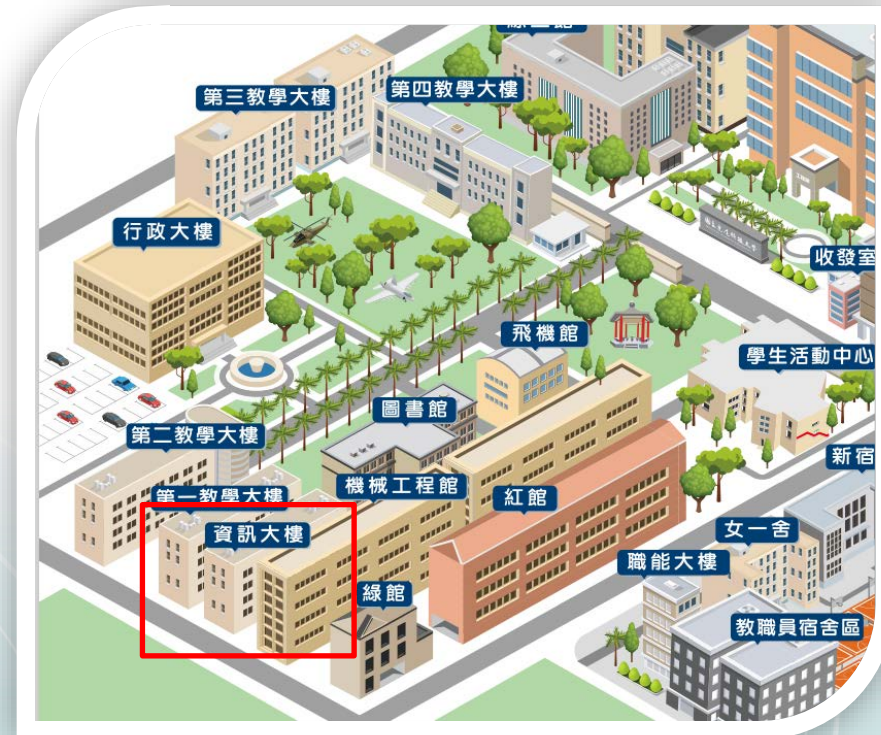 第三教學大樓
第四教學大樓
行政大樓
收發室
飛機館
學生活動中心
圖書館
第二教學大樓
新宿
機械工程館
第一教學大樓
紅館
資訊大樓
女一舍
職能大樓
綠館
教職員宿舍區